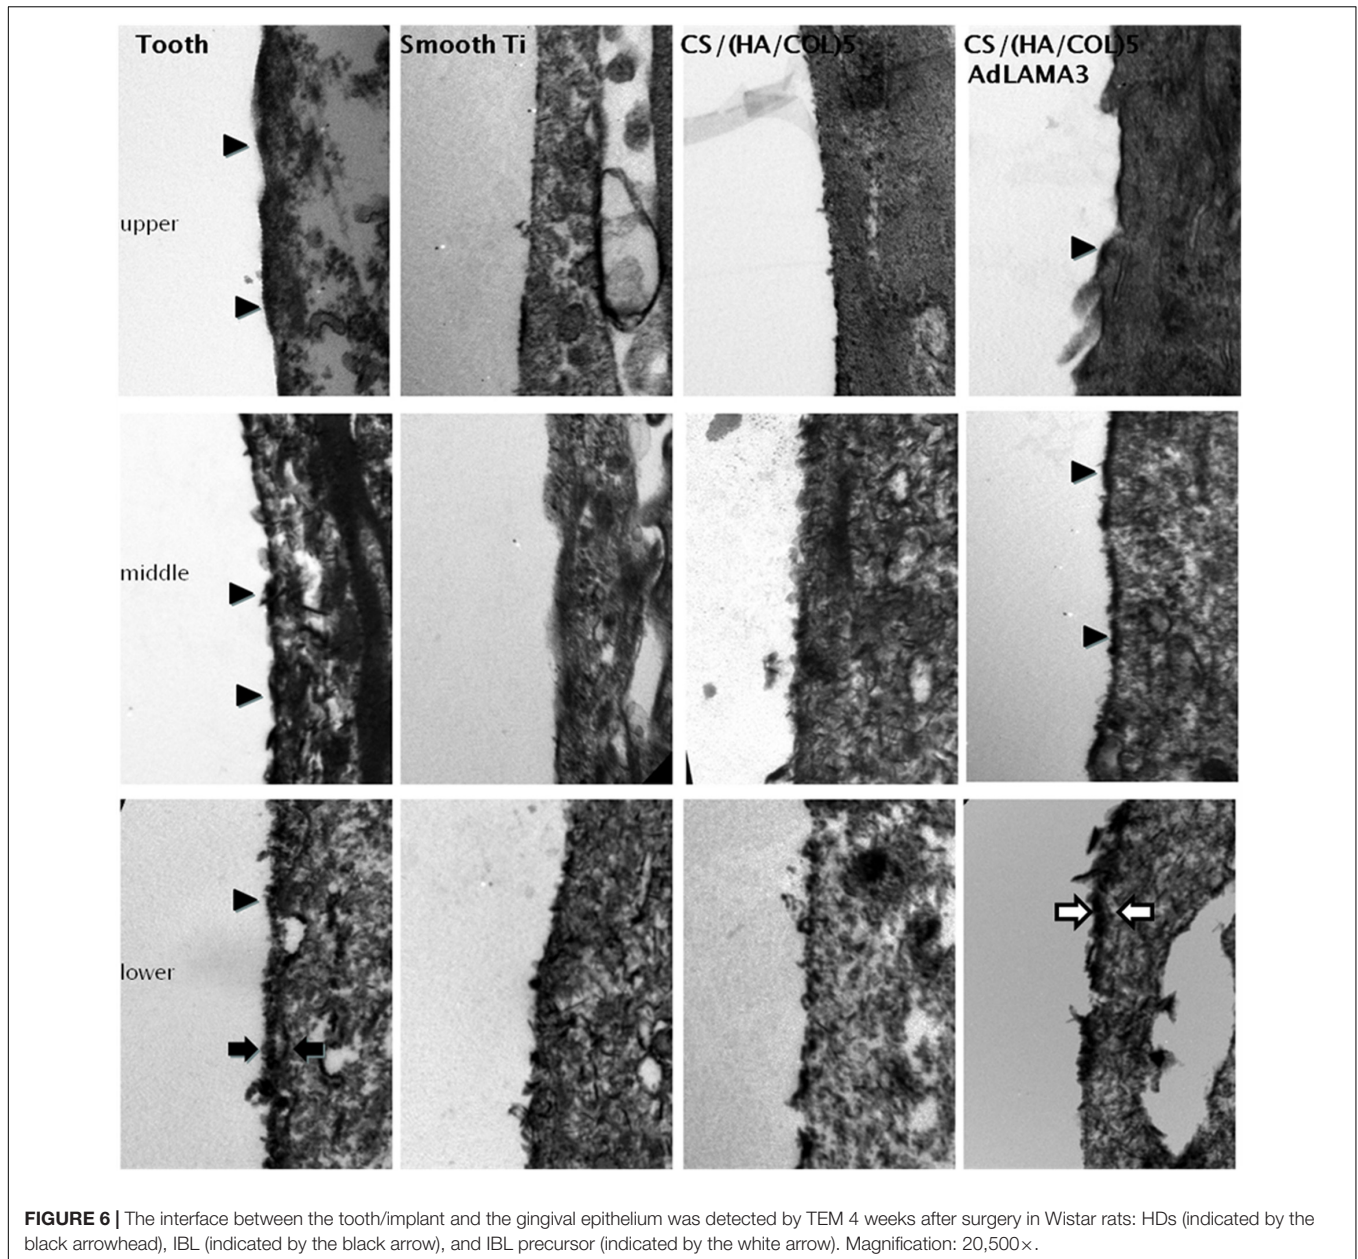 Tooth
Smooth Ti
CS/(HA/COL)5
CS/(HA/COL)5
AdLAMA3
upper
middle
lower
FIGURE 6 | The interface between the tooth/implant and the gingival epithelium was detected by TEM 4 weeks after surgery in Wistar rats: HDs (indicated by the
black arrowhead), IBL (indicated by the black arrow), and IBL precursor (indicated by the white arrow). Magnification: 20,500×.